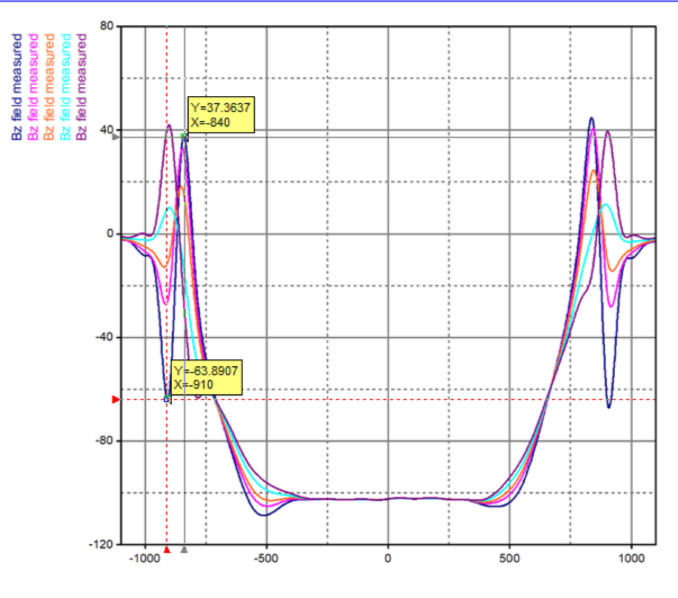 Bz field measured
Bz field measured
Bz field measured
Bz field measured
Bz field measured
80
40
0
-40
-80
-120
Y=37.3637
X=-840
Y=-63.8907
X=-910
-1000
-500
0
500
1000